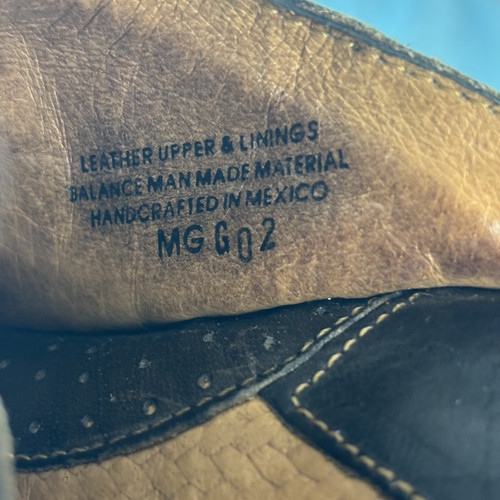 LEATHER UPPER & LININGS
BALANCE MAN MADE MATERIAL
HANDCRAFTED IN MEXICO
MG G02